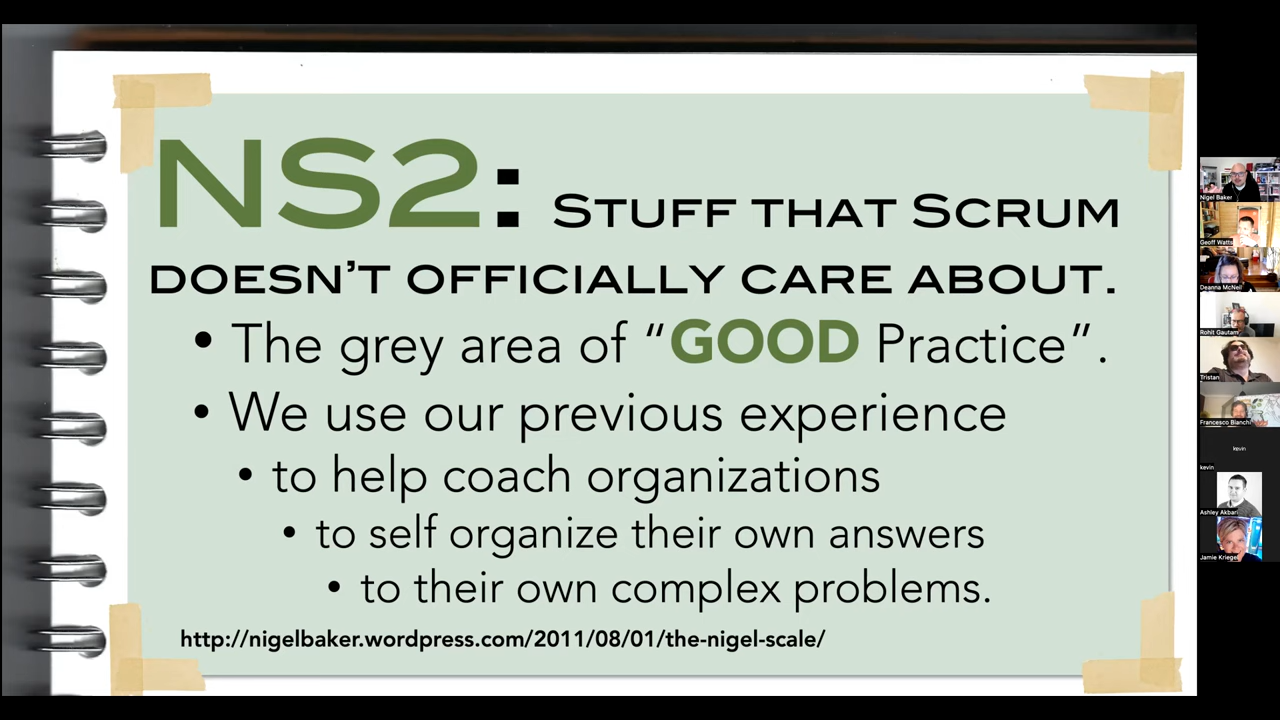 NS2: Stuff that Scrum
doesn't officially care about.
• The grey area of “GOOD Practice”.
• We use our previous experience
• to help coach organizations
• to self organize their own answers
• to their own complex problems.
http://nigelbaker.wordpress.com/2011/08/01/the-nigel-scale/
Nigel Baker
Geoff Watts
Deanna McNeil
Rohit Gautam
Tristan
Francesco Bianchi
kevin
kevin
Ashley Akbari
Jamie Kriegel